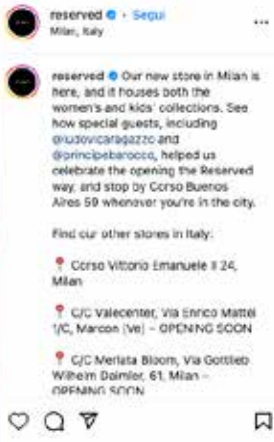 reserved • Segui
Milan, Italy
reserved Our new store in Milan is
here, and it houses both the
women's and kids' collections. See
how special guests, including
@ludovicaragazzo and
@principebarocco, helped us
celebrate the opening the Reserved
way, and stop by Corso Buenos
Aires 59 whenever you're in the city.
Find our other stores in Italy:
📍 Corso Vittorio Emanuele II 24,
Milan
📍 C/C Valecenter, Via Enrico Mattei
1/C, Marcon (Ve) – OPENING SOON
📍 C/C Merlata Bloom, Via Gottlieb
Wilhelm Daimler, 61, Milan –
OPENING SOON